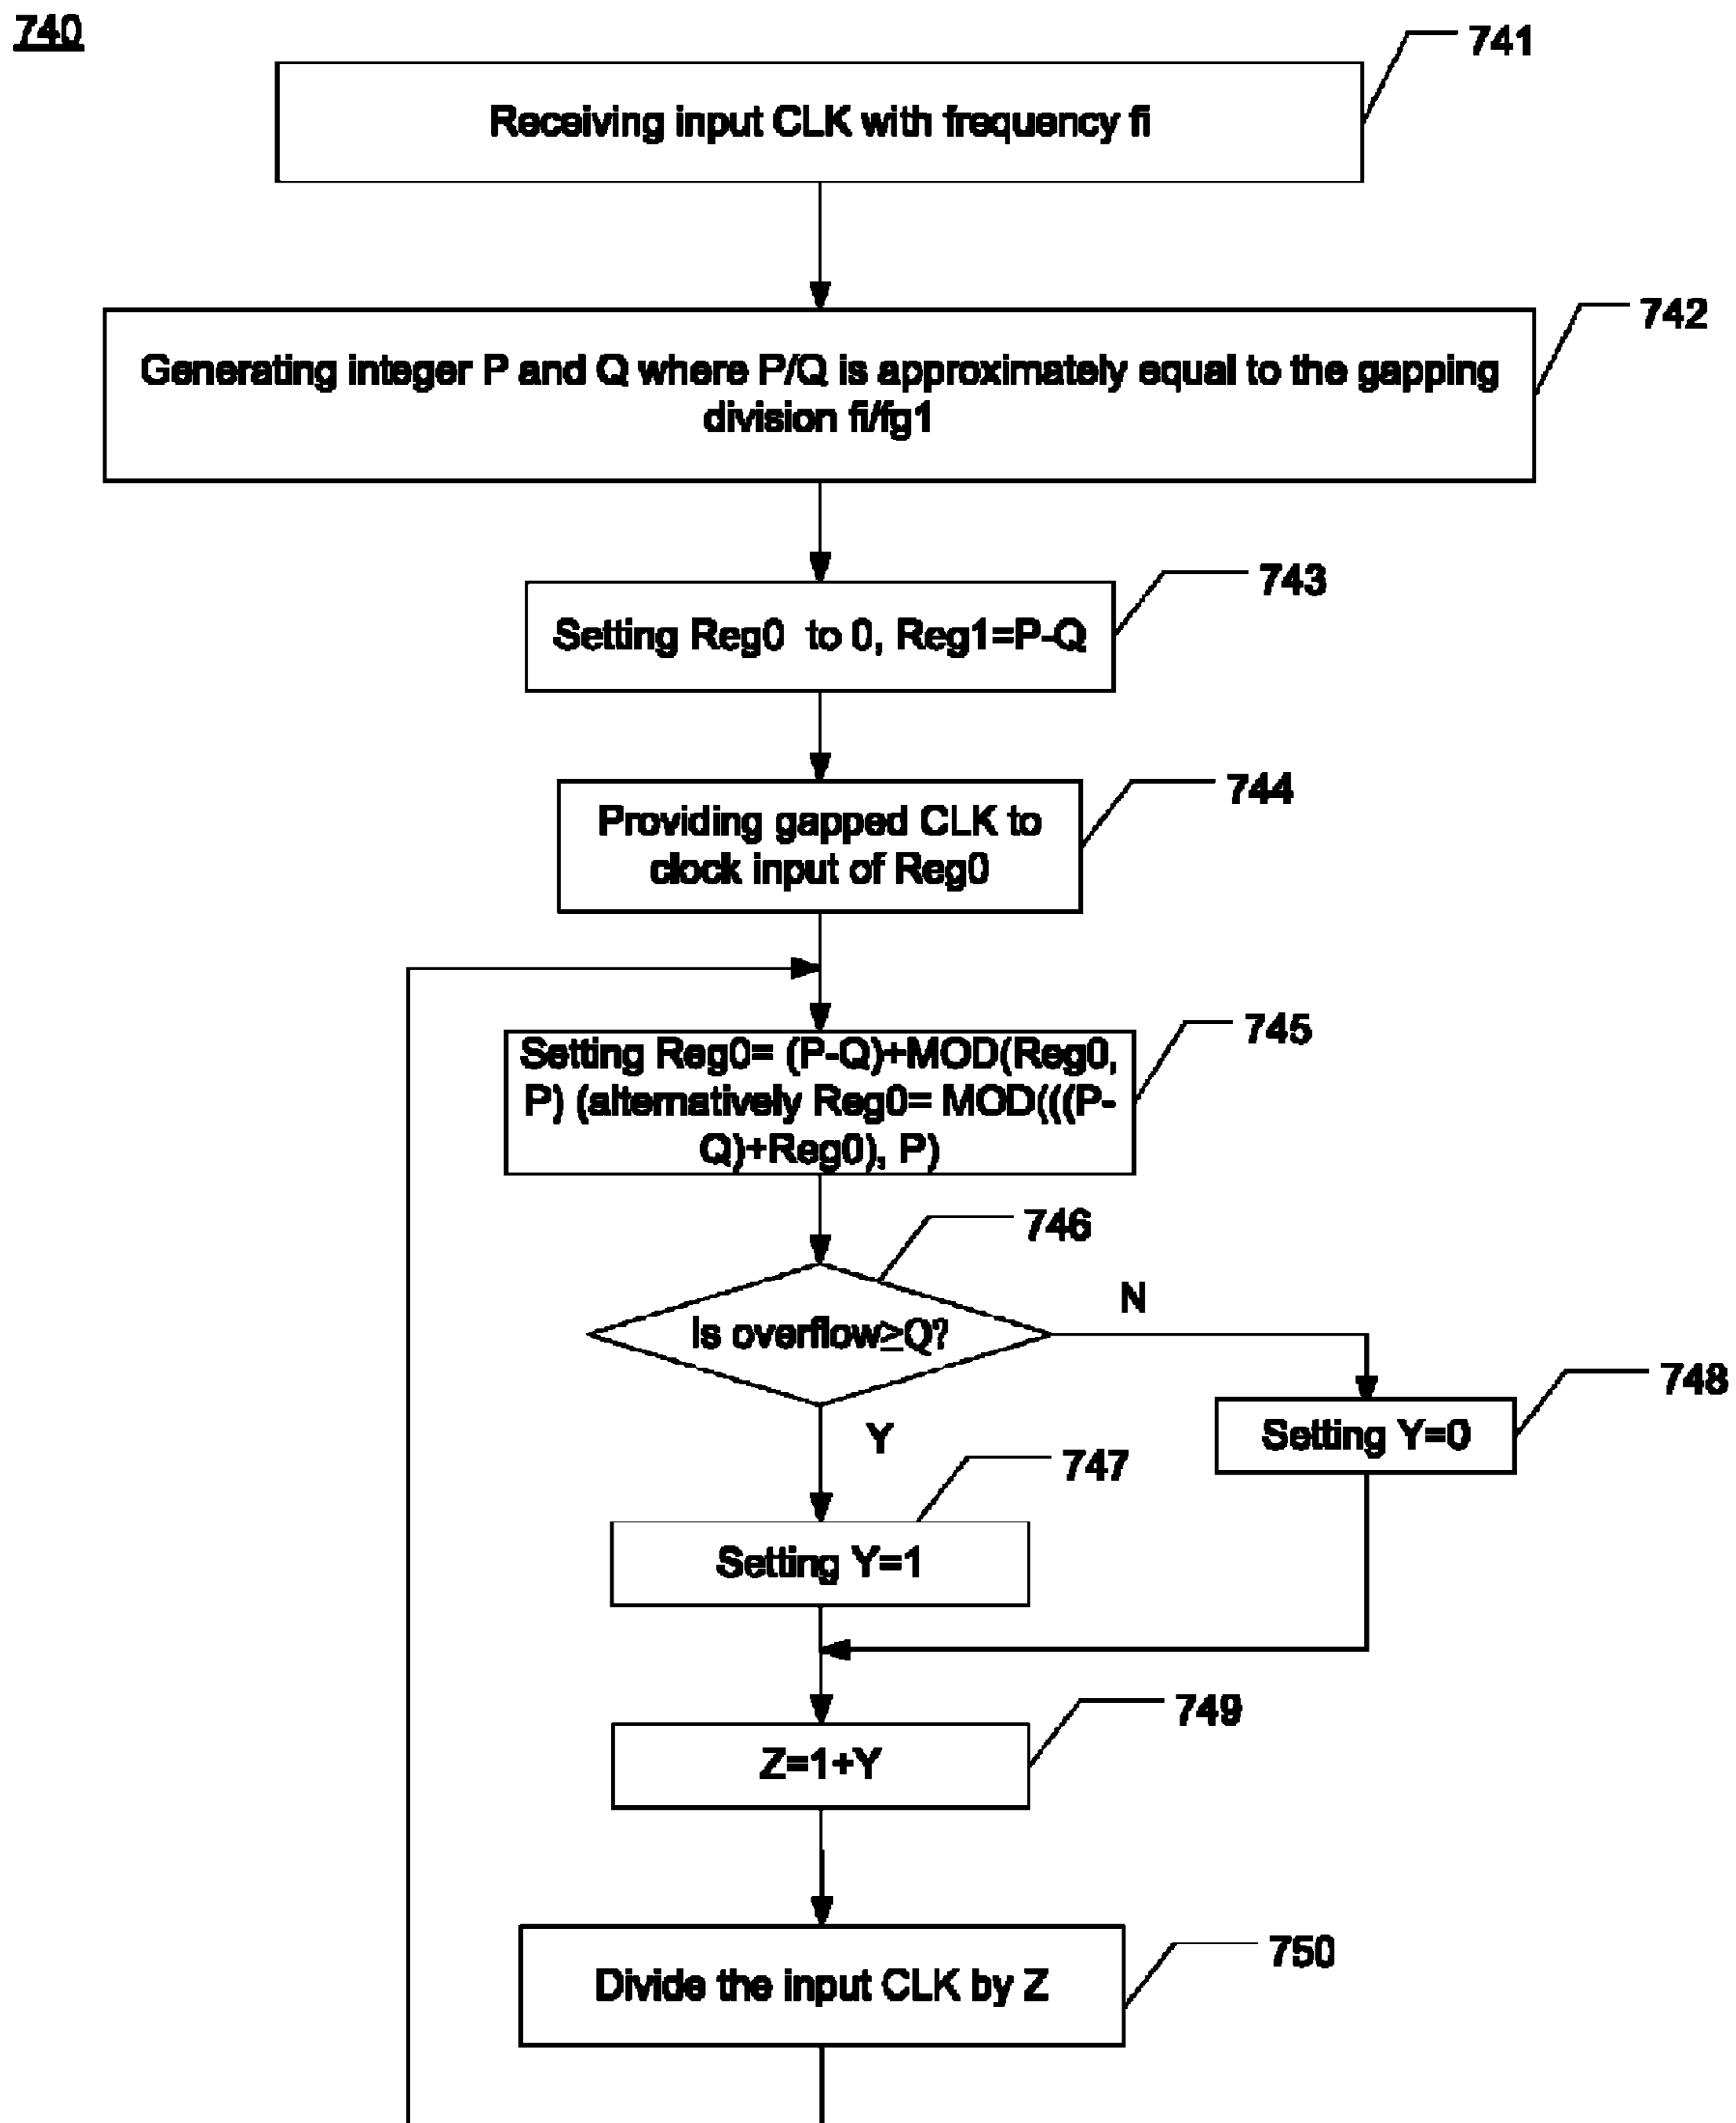 740
741
Receiving input CLK with frequency fi
742
Generating integer P and Q where P/Q is approximately equal to the gapping
division fi/fg1
743
Setting Reg0 to 0, Reg1=P-Q
744
Providing gapped CLK to
clock input of Reg0
745
Setting Reg0= (P-Q)+MOD(Reg0,
P) (alternatively Reg0= MOD(((P-
Q)+Reg0), P)
746
Is overflow≥Q?
N
748
Setting Y=0
Y
747
Setting Y=1
749
Z=1+Y
750
Divide the input CLK by Z